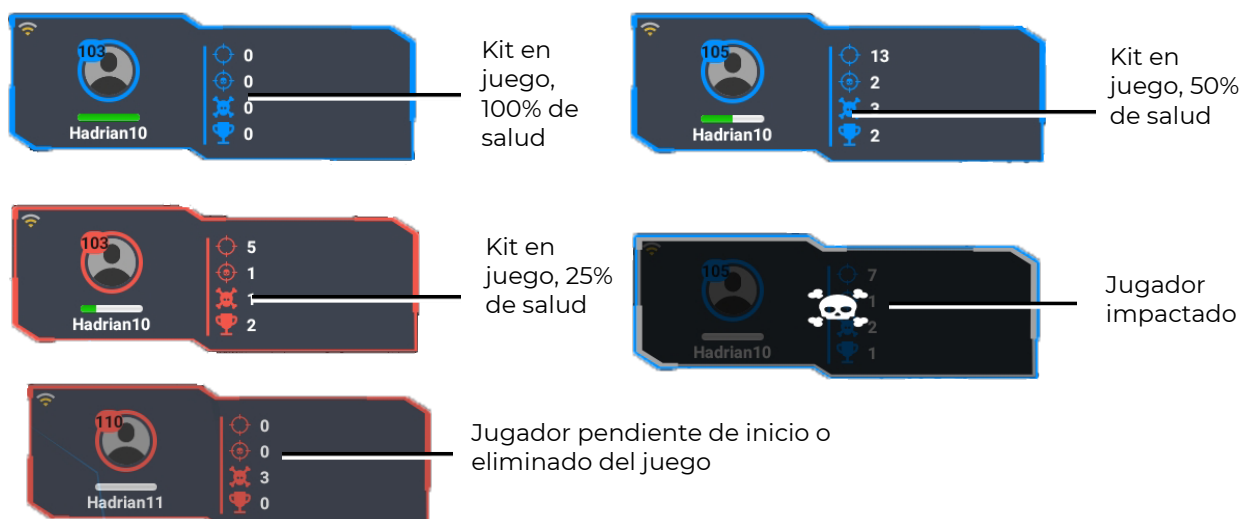 103
0
0
0
0
Hadrian10
Kit en
juego,
100% de
salud
105
13
2
3
2
Hadrian10
Kit en
juego, 50%
de salud
103
5
1
1
2
Hadrian10
Kit en
juego, 25%
de salud
105
7
1
2
1
Hadrian10
Jugador
impactado
110
0
0
3
0
Hadrian11
Jugador pendiente de inicio o
eliminado del juego